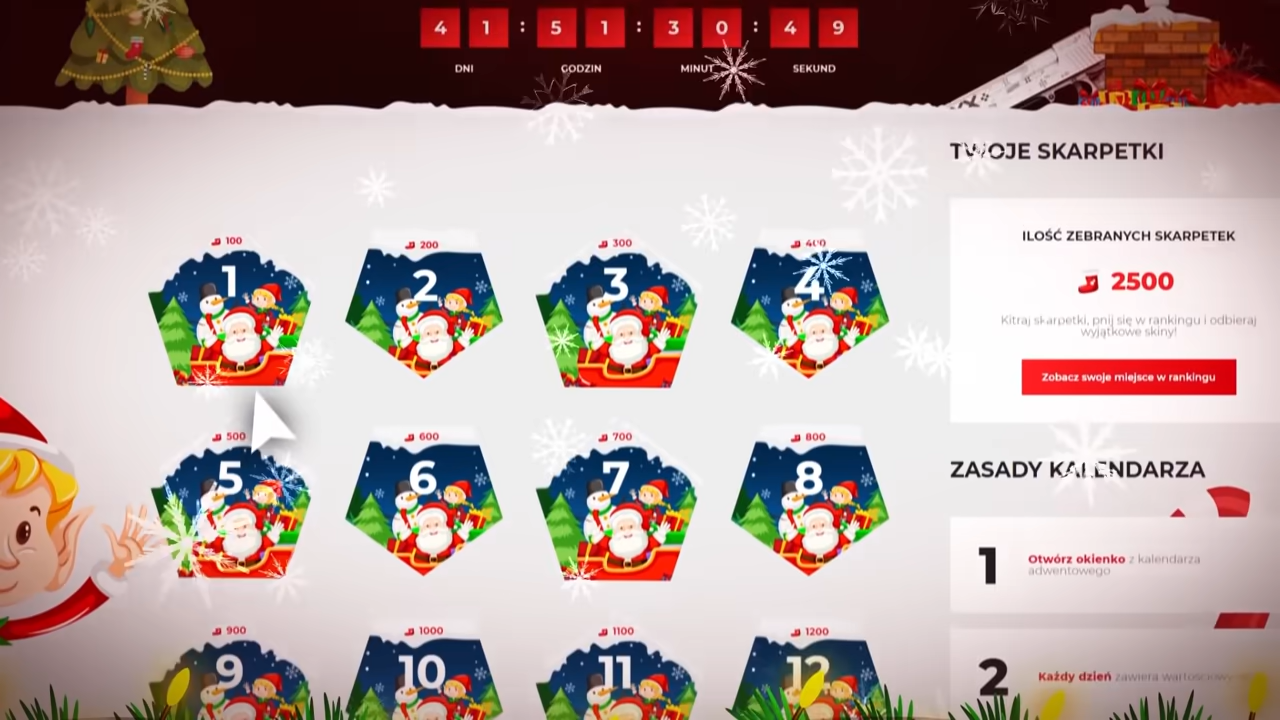 4 1 : 5 1 : 3 0 : 4 9
DNI GODZIN MINUT SEKUND
TWOJE SKARPETKI
ILOŚĆ ZEBRANYCH SKARPETEK
2500
Kitraj skarpetki, pnij się w rankingu i odbieraj
wyjątkowe skiny!
Zobacz swoje miejsce w rankingu
100 200 300 400
1 2 3 4
500 600 700 800
5 6 7 8
900 1000 1100 1200
9 10 11 12
ZASADY KALENDARZA
1
Otwórz okienko z kalendarza
adwentowego
2
Każdy dzień zawiera